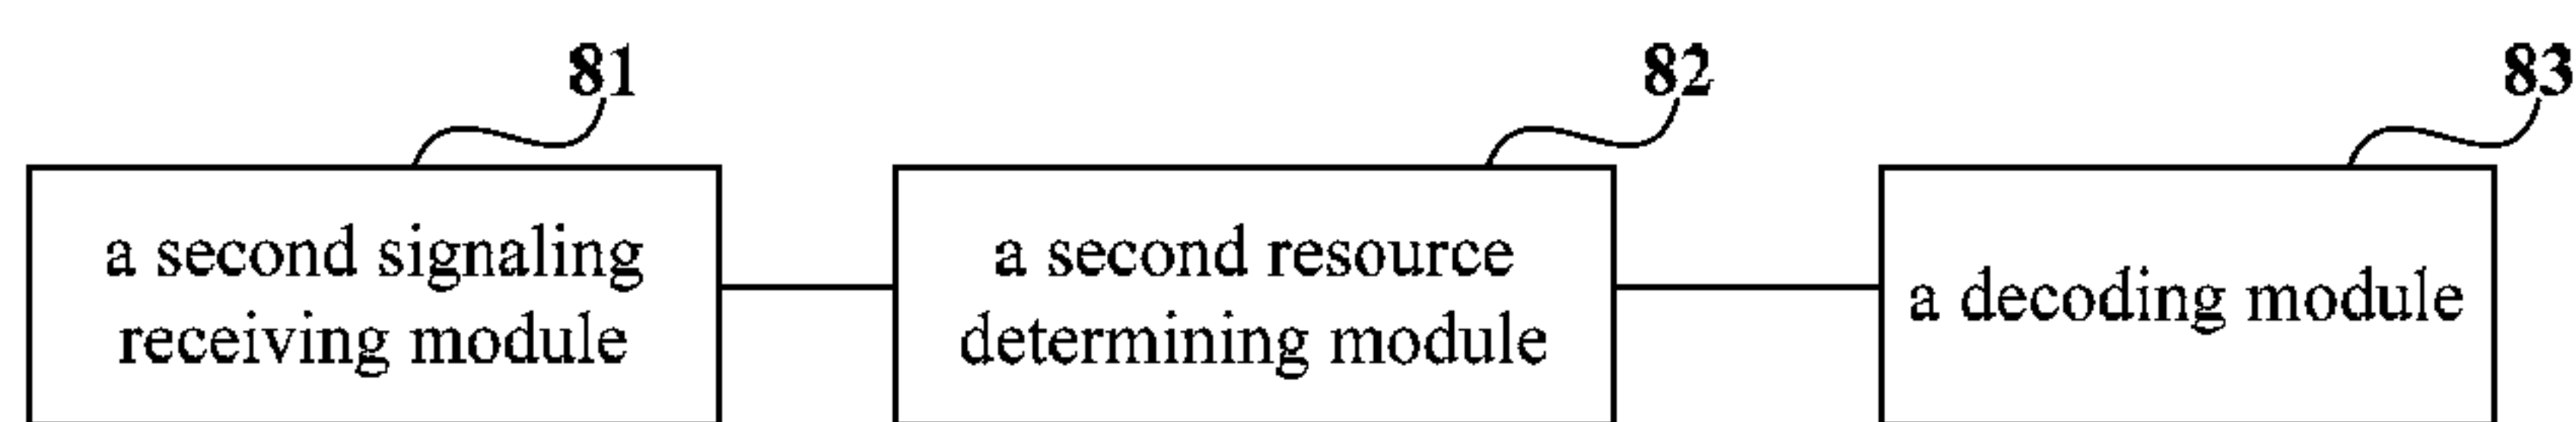 81
82
83
a second signaling
receiving module
a second resource
determining module
a decoding module